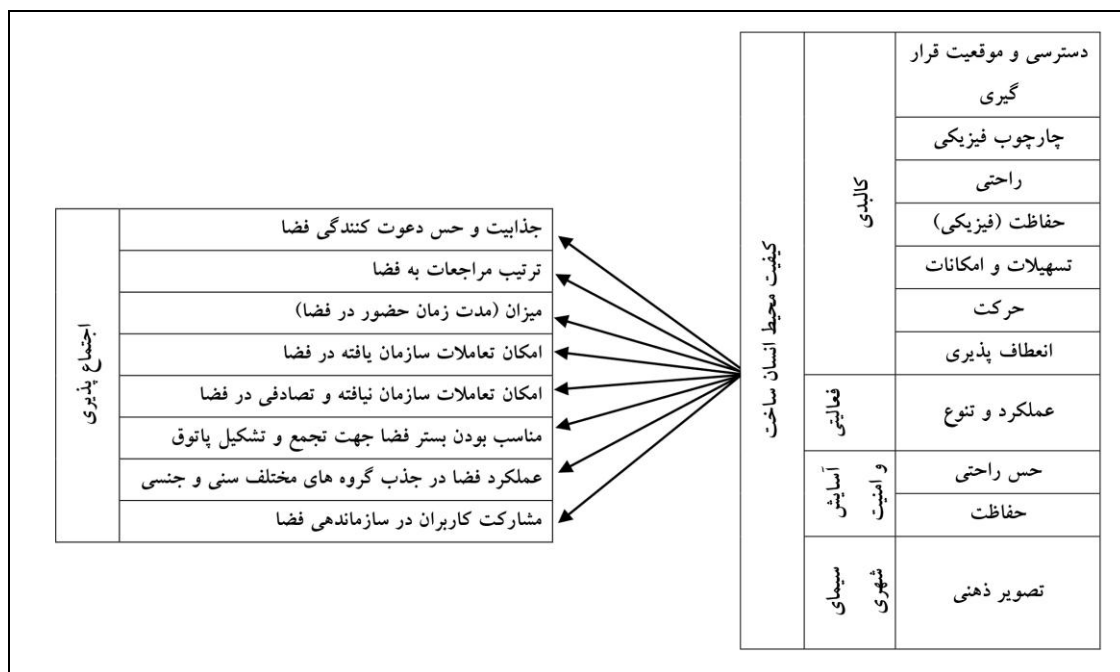 کیفیت محیط انسان ساخت
کالبدی
دسترسی و موقعیت قرار
گیری
چارچوب فیزیکی
راحتی
حفاظت (فیزیکی)
تسهیلات و امکانات
حرکت
انعطاف پذیری
فعالیتی
عملکرد و تنوع
آسایش
و امنیت
حس راحتی
حفاظت
سیمای
شهری
تصویر ذهنی
جذابیت و حس دعوت کنندگی فضا
ترتیب مراجعات به فضا
میزان (مدت زمان حضور در فضا)
امکان تعاملات سازمان یافته در فضا
امکان تعاملات سازمان نیافته و تصادفی در فضا
مناسب بودن بستر فضا جهت تجمع و تشکیل پاتوق
عملکرد فضا در جذب گروه های مختلف سنی و جنسی
مشارکت کاربران در سازماندهی فضا
اجتماع پذیری